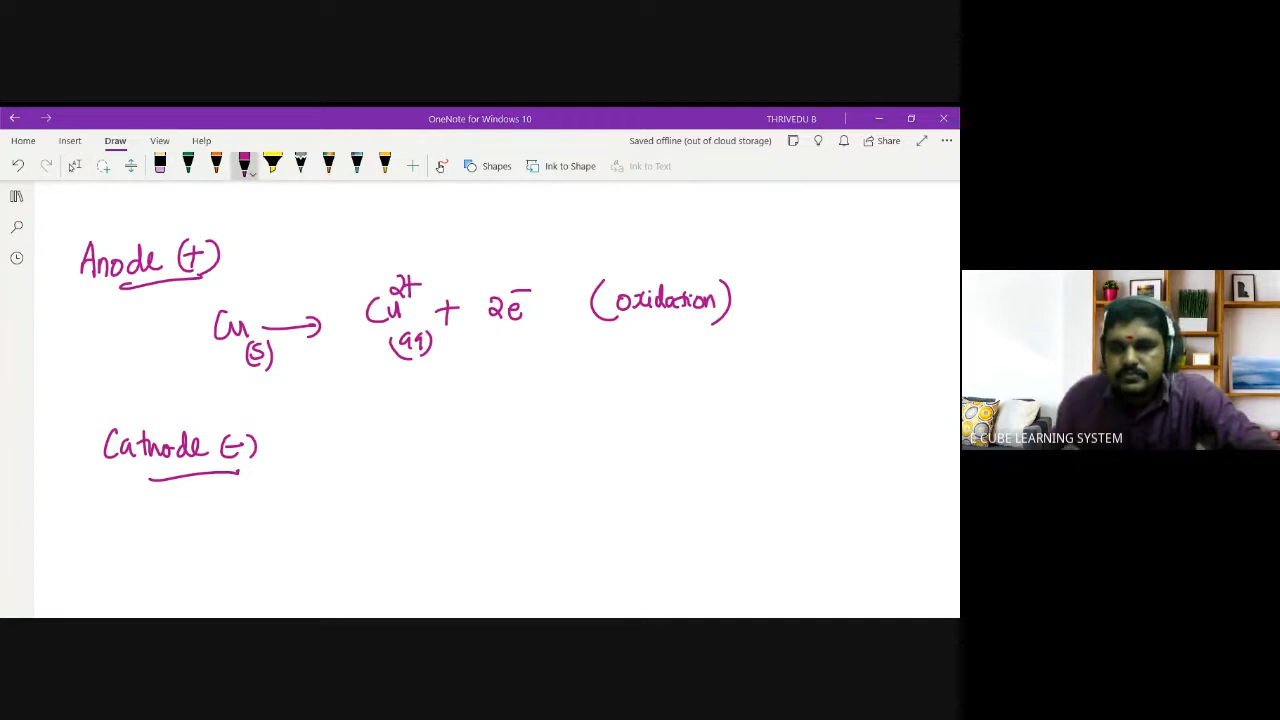 OneNote for Windows 10
THRIVEDU B
Home Insert Draw View Help
Saved offline (out of cloud storage)
Share
Shapes
Ink to Shape
Ink to Text
Anode (+)
Cu(s) → Cu²⁺(aq) + 2e⁻ (oxidation)
Cathode (-)
C CUBE LEARNING SYSTEM